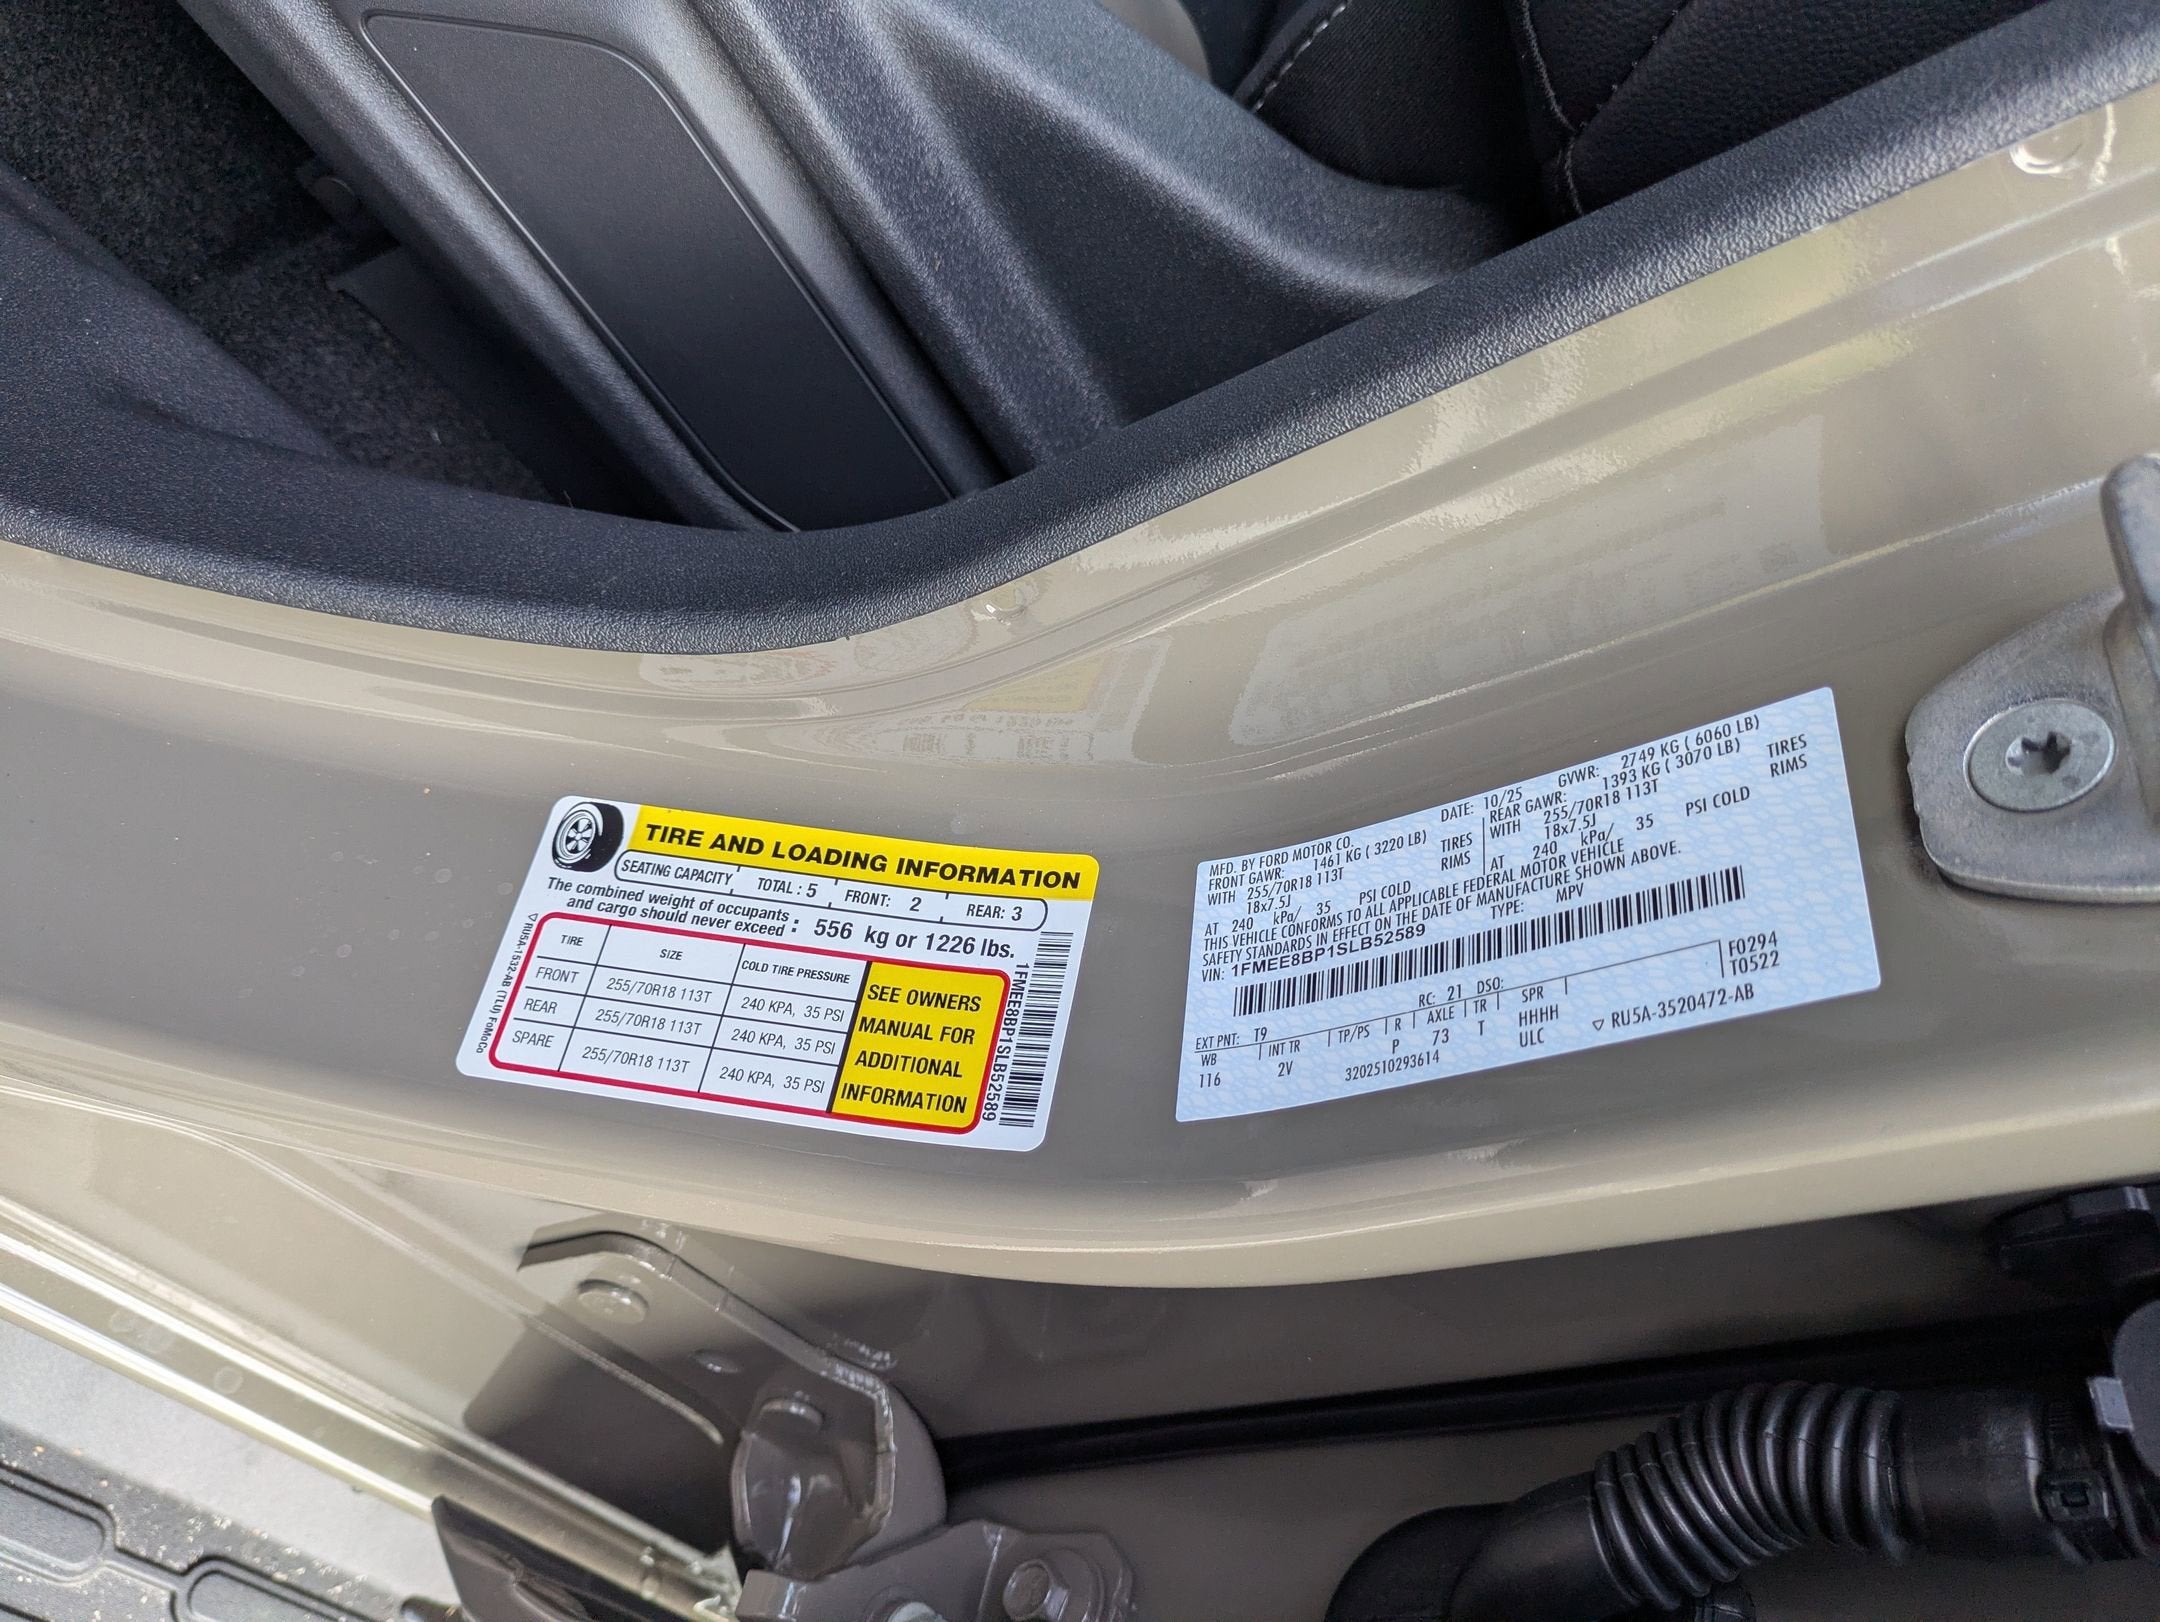 TIRE AND LOADING INFORMATION
SEATING CAPACITY TOTAL : 5 FRONT: 2 REAR: 3
The combined weight of occupants
and cargo should never exceed : 556 kg or 1226 lbs.
TIRE SIZE COLD TIRE PRESSURE
FRONT 255/70R18 113T 240 KPA, 35 PSI
REAR 255/70R18 113T 240 KPA, 35 PSI
SPARE 255/70R18 113T 240 KPA, 35 PSI
SEE OWNERS
MANUAL FOR
ADDITIONAL
INFORMATION
RU5A-1532-AB (TLU) FoMoCo
1FMEE8BP1SLB52589
MFD. BY FORD MOTOR CO. DATE: 10/25 GVWR: 2749 KG ( 6060 LB)
FRONT GAWR: 1461 KG ( 3220 LB) REAR GAWR: 1393 KG ( 3070 LB)
WITH 255/70R18 113T TIRES WITH 255/70R18 113T TIRES
18x7.5J RIMS 18x7.5J RIMS
AT 240 kPa/ 35 PSI COLD AT 240 kPa/ 35 PSI COLD
THIS VEHICLE CONFORMS TO ALL APPLICABLE FEDERAL MOTOR VEHICLE
SAFETY STANDARDS IN EFFECT ON THE DATE OF MANUFACTURE SHOWN ABOVE.
VIN: 1FMEE8BP1SLB52589 TYPE: MPV
F0294
T0522
EXT PNT: T9 RC: 21 DSO:
WB INT TR TP/PS R AXLE TR SPR
116 2V P 73 T HHHH
ULC
3202510293614 RU5A-3520472-AB